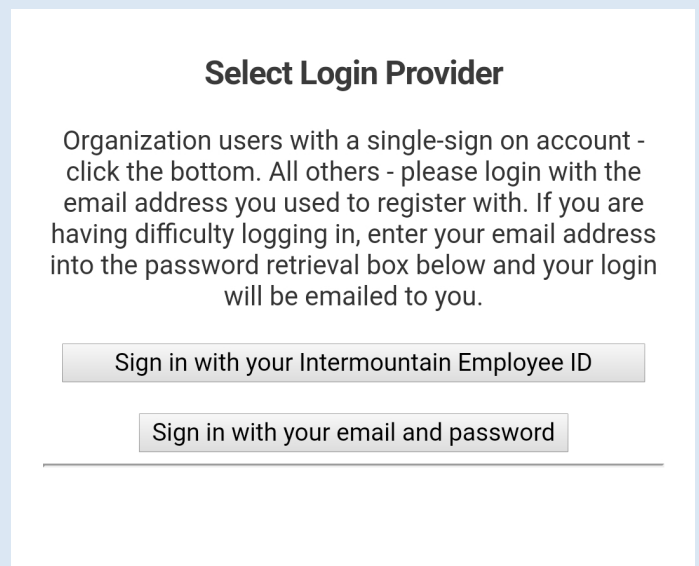 Select Login Provider
Organization users with a single-sign on account -
click the bottom. All others - please login with the
email address you used to register with. If you are
having difficulty logging in, enter your email address
into the password retrieval box below and your login
will be emailed to you.
Sign in with your Intermountain Employee ID
Sign in with your email and password